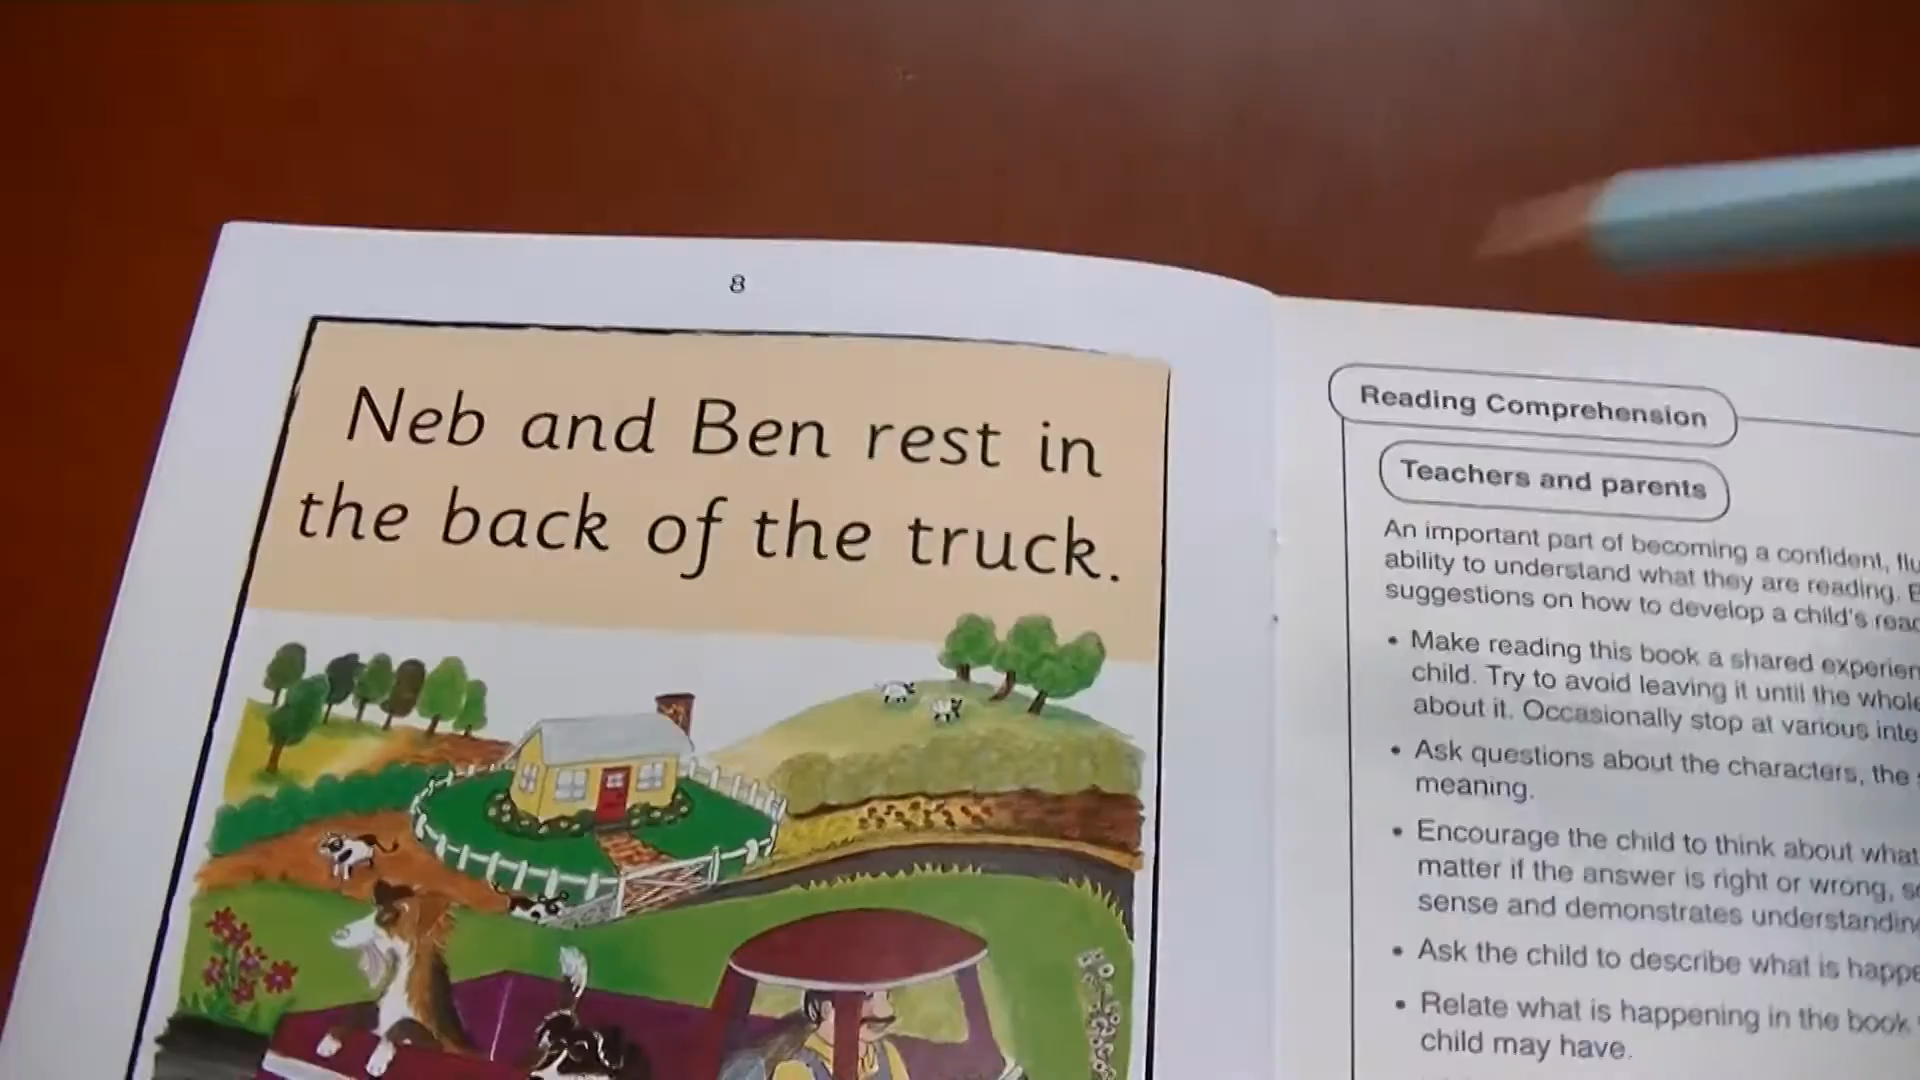 8
Neb and Ben rest in
the back of the truck.
Reading Comprehension
Teachers and parents
An important part of becoming a confident,
ability to understand what they are reading.
suggestions on how to develop a child's
• Make reading this book a shared
child. Try to avoid leaving it until the whole
about it. Occasionally stop at various
• Ask questions about the characters, the
meaning.
• Encourage the child to think about what
matter if the answer is right or wrong,
sense and demonstrates
• Ask the child to describe what is
• Relate what is happening in the book
child may have.